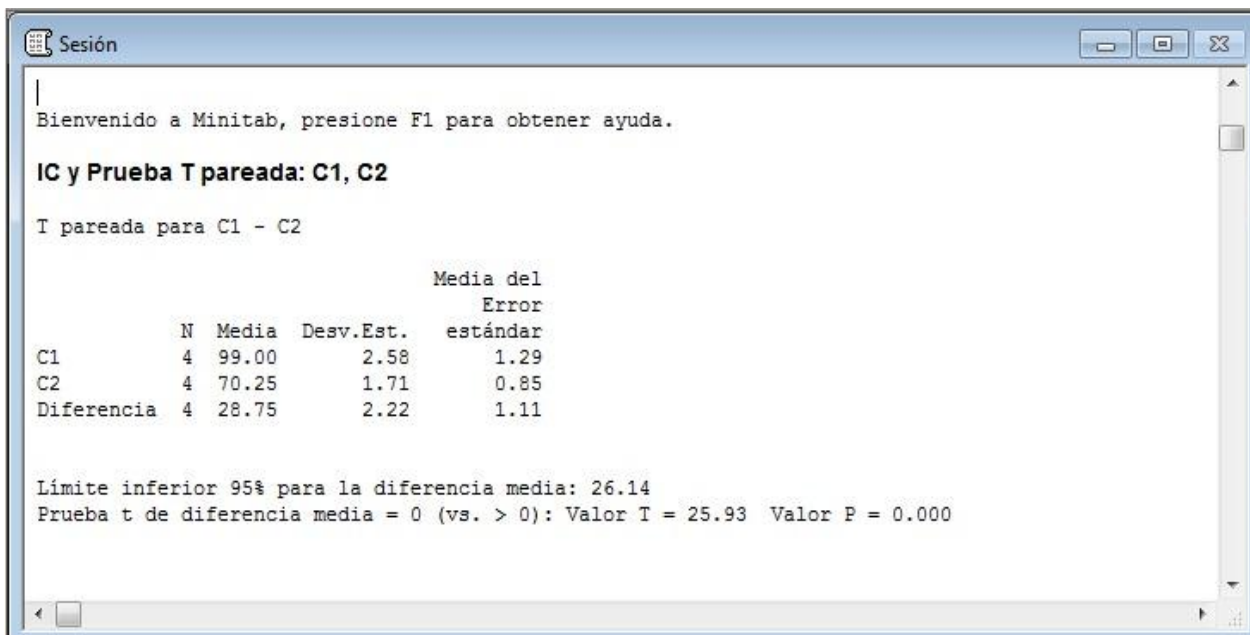 Sesión
Bienvenido a Minitab, presione F1 para obtener ayuda.
IC y Prueba T pareada: C1, C2
T pareada para C1 - C2
Media del
Error
N Media Desv.Est. estándar
C1 4 99.00 2.58 1.29
C2 4 70.25 1.71 0.85
Diferencia 4 28.75 2.22 1.11
Límite inferior 95% para la diferencia media: 26.14
Prueba t de diferencia media = 0 (vs. > 0): Valor T = 25.93 Valor P = 0.000